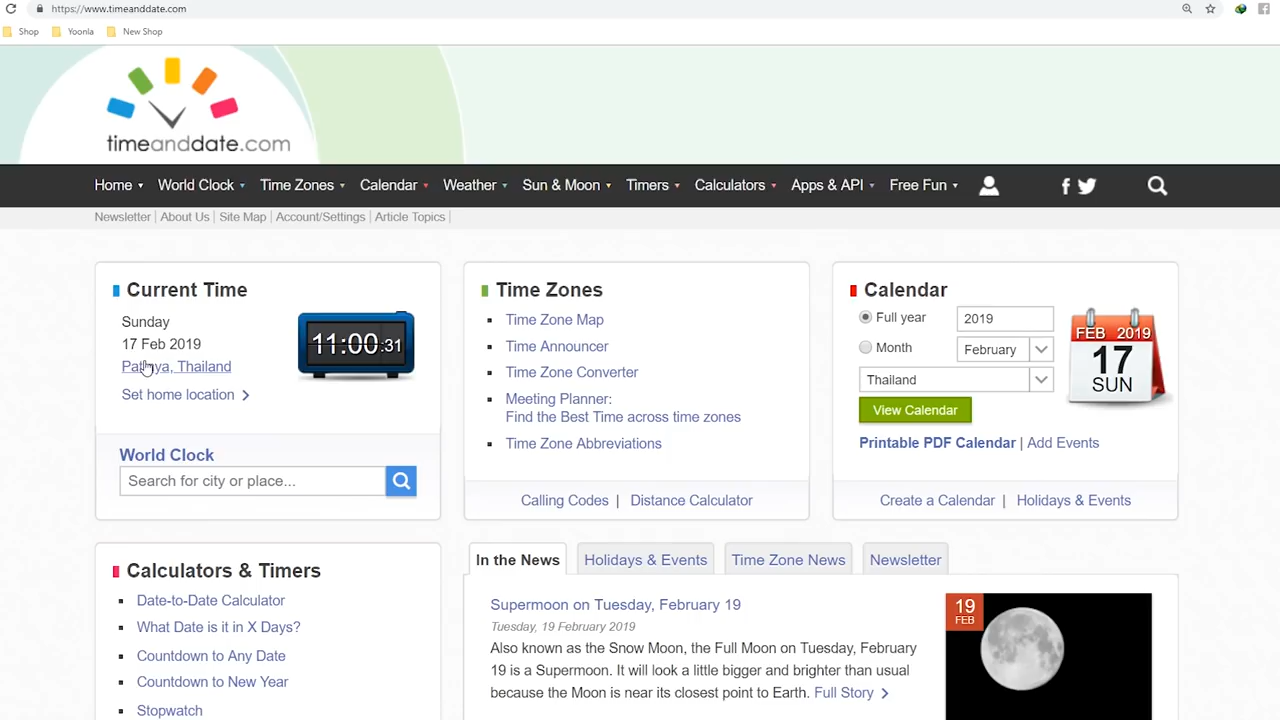 https://www.timeanddate.com
Shop Yoonla New Shop
timeanddate.com
Home World Clock Time Zones Calendar Weather Sun & Moon Timers Calculators Apps & API Free Fun
Newsletter | About Us | Site Map | Account/Settings | Article Topics |
Current Time
Sunday
17 Feb 2019
Pattaya, Thailand
Set home location
11:00:31
World Clock
Search for city or place...
Time Zones
Time Zone Map
Time Announcer
Time Zone Converter
Meeting Planner:
Find the Best Time across time zones
Time Zone Abbreviations
Calling Codes | Distance Calculator
Calendar
Full year 2019
Month February
Thailand
View Calendar
FEB 2019
17
SUN
Printable PDF Calendar | Add Events
Create a Calendar | Holidays & Events
Calculators & Timers
Date-to-Date Calculator
What Date is it in X Days?
Countdown to Any Date
Countdown to New Year
Stopwatch
In the News Holidays & Events Time Zone News Newsletter
Supermoon on Tuesday, February 19
Tuesday, 19 February 2019
Also known as the Snow Moon, the Full Moon on Tuesday, February
19 is a Supermoon. It will look a little bigger and brighter than usual
because the Moon is near its closest point to Earth. Full Story
19
FEB